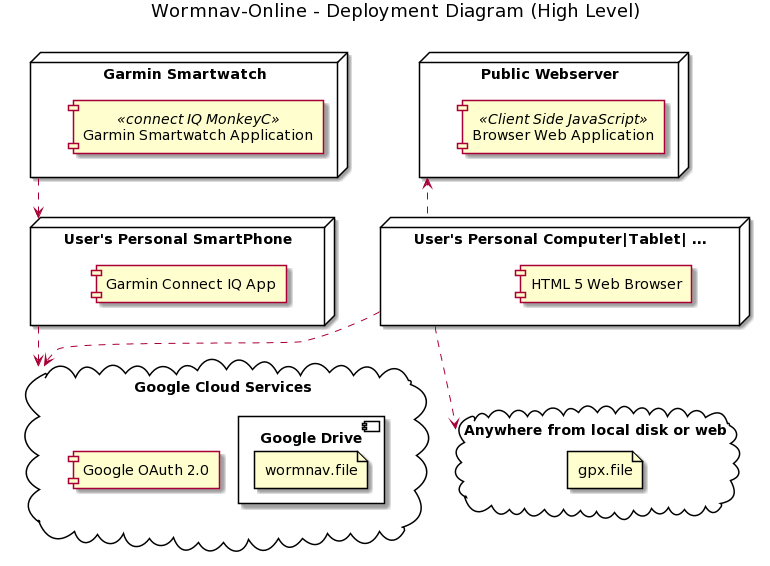 Wormnav-Online - Deployment Diagram (High Level)
Garmin Smartwatch
«connect IQ MonkeyC»
Garmin Smartwatch Application
Public Webserver
«Client Side JavaScript»
Browser Web Application
User's Personal SmartPhone
Garmin Connect IQ App
User's Personal Computer|Tablet| ...
HTML 5 Web Browser
Google Cloud Services
Google OAuth 2.0
Google Drive
wormnav.file
Anywhere from local disk or web
gpx.file